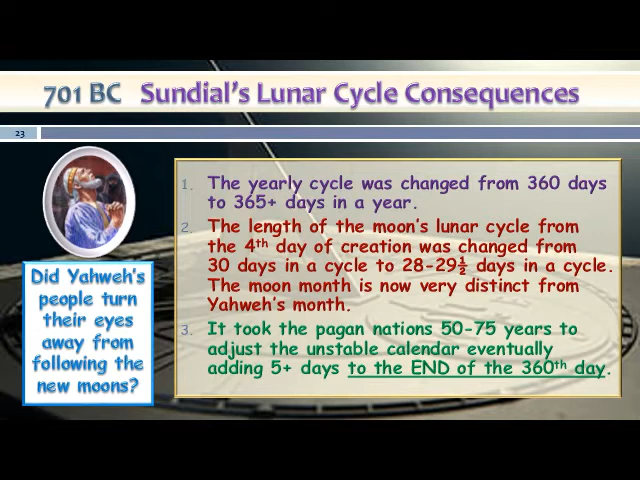 701 BC Sundial's Lunar Cycle Consequences
23
1. The yearly cycle was changed from 360 days
to 365+ days in a year.
2. The length of the moon's lunar cycle from
the 4th day of creation was changed from
30 days in a cycle to 28-29½ days in a cycle.
The moon month is now very distinct from
Yahweh's month.
3. It took the pagan nations 50-75 years to
adjust the unstable calendar eventually
adding 5+ days to the END of the 360th day.
Did Yahweh's
people turn
their eyes
away from
following the
new moons?